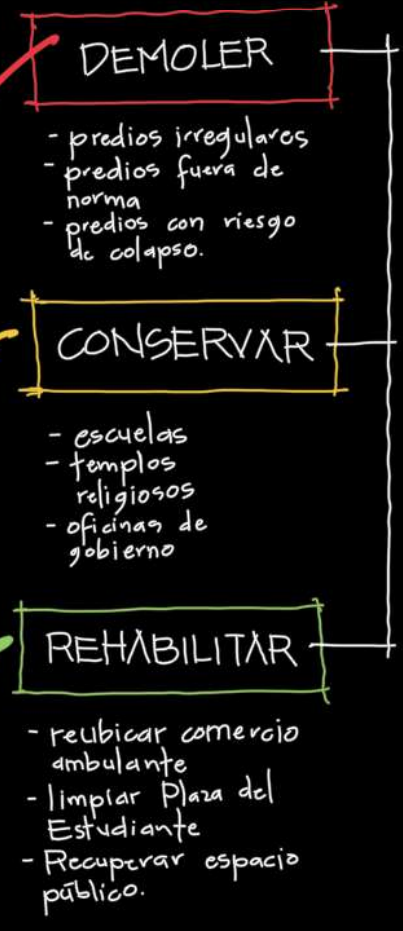 DEMOLER
- predios irregulares
- predios fuera de
norma
- predios con riesgo
de colapso.
CONSERVAR
- escuelas
- templos
religiosos
- oficinas de
gobierno
REHABILITAR
- reubicar comercio
ambulante
- limpiar Plaza del
Estudiante
- Recuperar espacio
público.